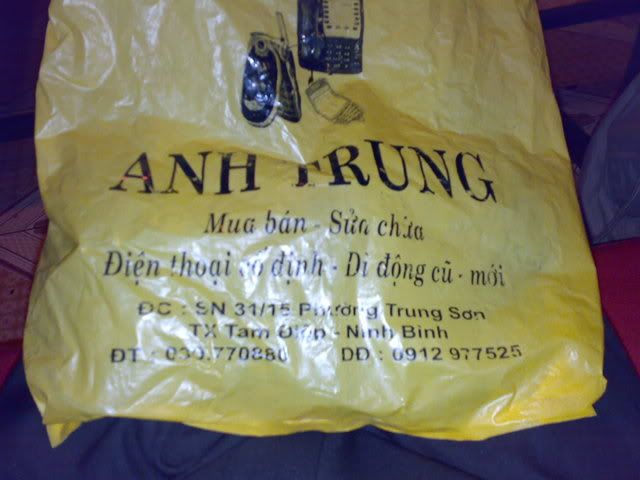 ANH TRUNG
Mua bán - Sửa chữa
Điện thoại cố định - Di động cũ - mới
ĐC : SN 31/15 Phường Trung Sơn
TX Tam Điệp - Ninh Bình
ĐT : 030.770880 DĐ : 0912 977525